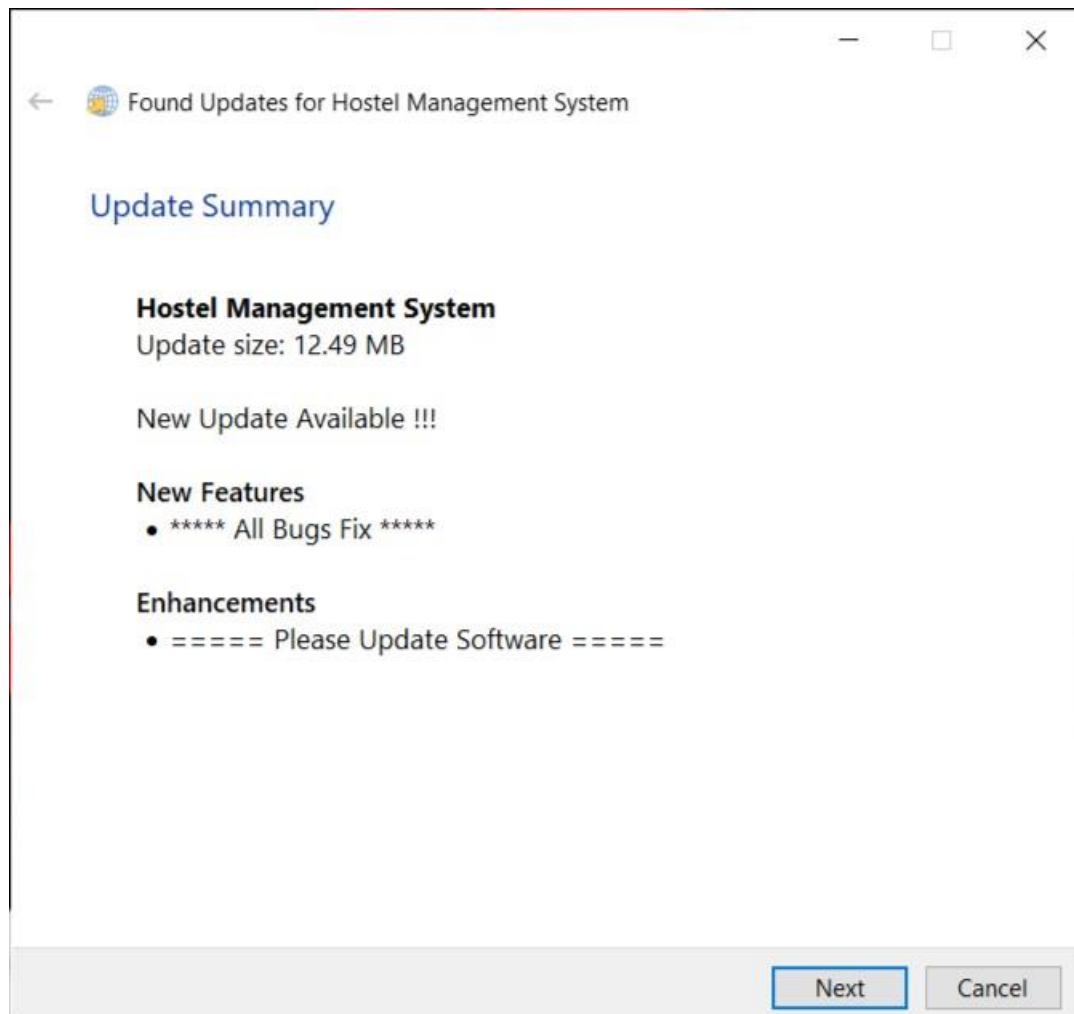 Found Updates for Hostel Management System
Update Summary
Hostel Management System
Update size: 12.49 MB
New Update Available !!!
New Features
• ***** All Bugs Fix *****
Enhancements
• ===== Please Update Software =====
Next
Cancel